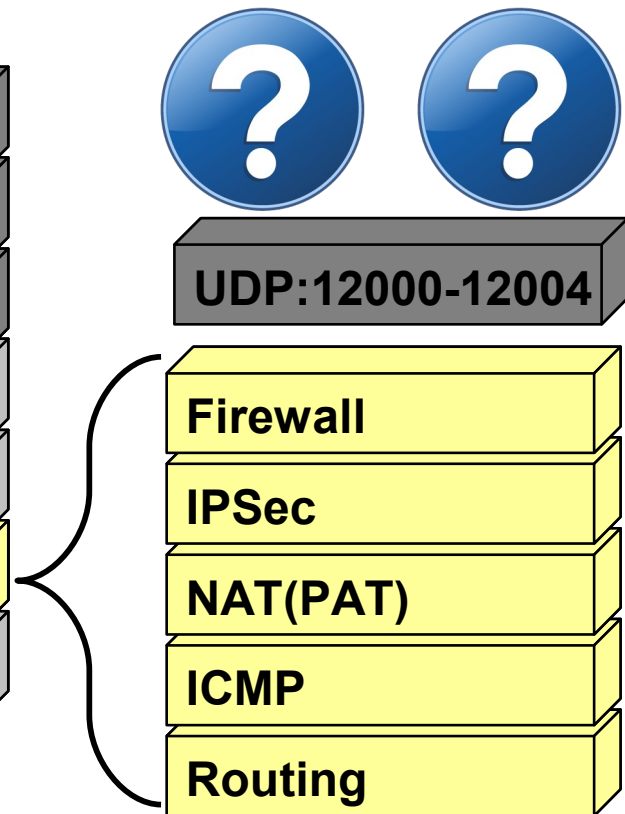 ?
?
UDP:12000-12004
Firewall
IPSec
NAT(PAT)
ICMP
Routing